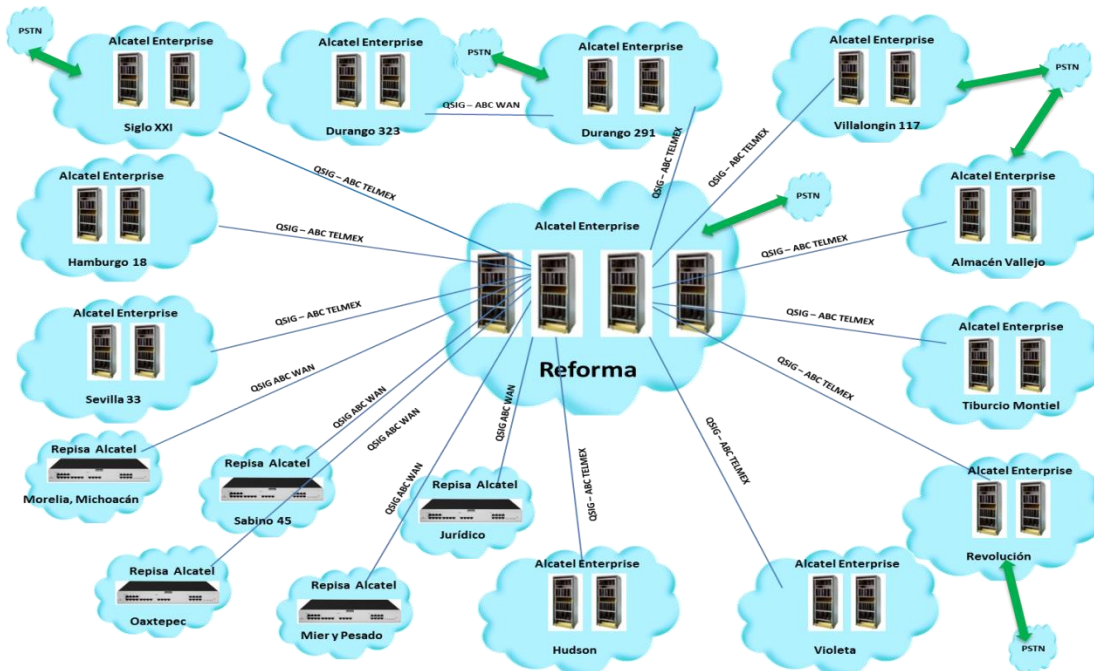 PSTN
Alcatel Enterprise
Siglo XXI
Alcatel Enterprise
Durango 323
QSIG – ABC WAN
PSTN
Alcatel Enterprise
Durango 291
Alcatel Enterprise
Villalongin 117
PSTN
QSIG – ABC TELMEX
QSIG – ABC TELMEX
QSIG – ABC TELMEX
Alcatel Enterprise
Hamburgo 18
QSIG – ABC TELMEX
Alcatel Enterprise
Reforma
PSTN
QSIG – ABC TELMEX
Alcatel Enterprise
Almacén Vallejo
Alcatel Enterprise
Sevilla 33
QSIG – ABC TELMEX
QSIG – ABC TELMEX
Alcatel Enterprise
Tiburcio Montiel
QSIG ABC WAN
QSIG ABC WAN
QSIG ABC WAN
QSIG ABC WAN
QSIG ABC WAN
QSIG – ABC TELMEX
QSIG – ABC TELMEX
QSIG – ABC TELMEX
Repisa Alcatel
Morelia, Michoacán
Repisa Alcatel
Sabino 45
Repisa Alcatel
Jurídico
Alcatel Enterprise
Revolución
Repisa Alcatel
Oaxtepec
Repisa Alcatel
Mier y Pesado
Alcatel Enterprise
Hudson
Alcatel Enterprise
Violeta
PSTN